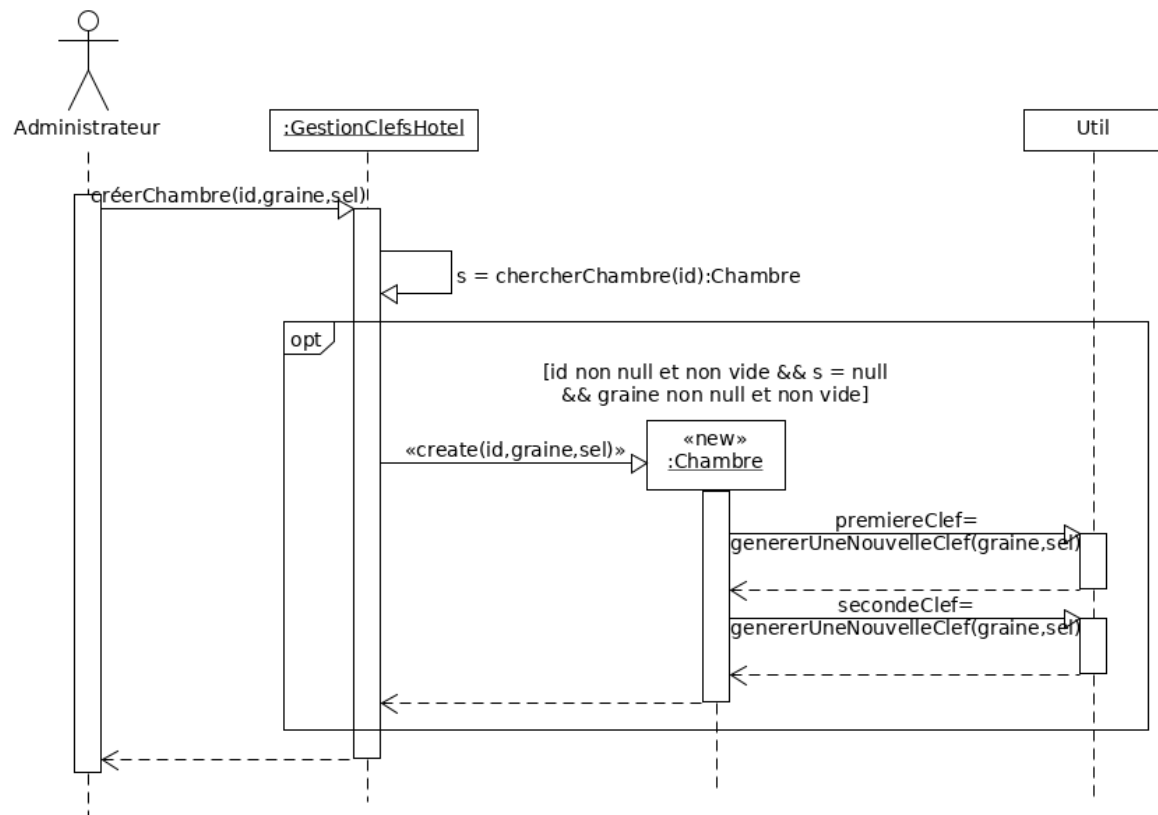 Administrateur
:GestionClefsHotel
Util
créerChambre(id,graine,sel)
s = chercherChambre(id):Chambre
opt
[id non null et non vide && s = null
&& graine non null et non vide]
«create(id,graine,sel)»
«new»
:Chambre
premiereClef=
genererUneNouvelleClef(graine,sel)
secondeClef=
genererUneNouvelleClef(graine,sel)